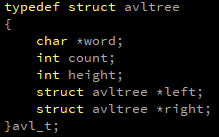 typedef struct avltree
{
    char *word;
    int count;
    int height;
    struct avltree *left;
    struct avltree *right;
}avl_t;